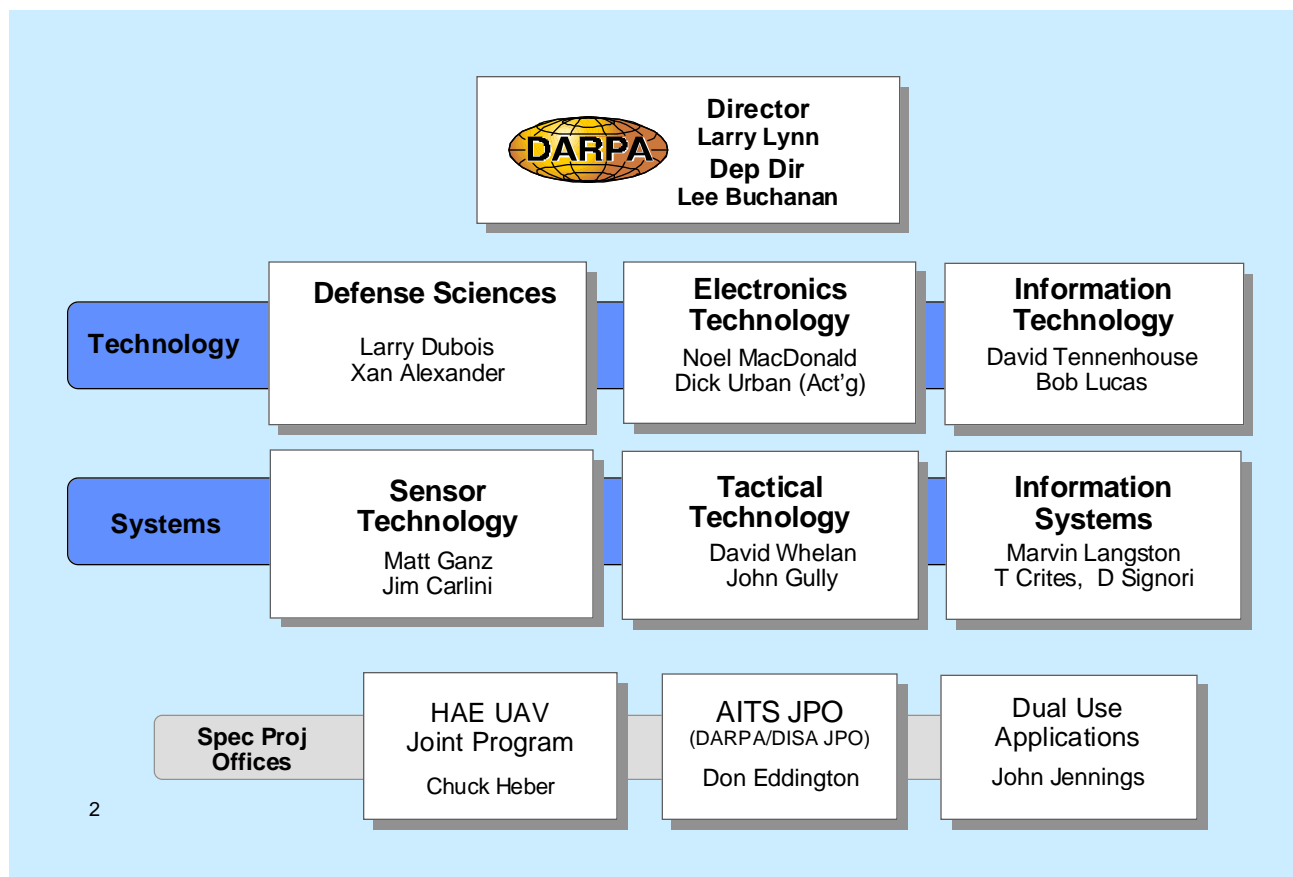 DARPA
Director
Larry Lynn
Dep Dir
Lee Buchanan
Technology
Defense Sciences
Larry Dubois
Xan Alexander
Electronics
Technology
Noel MacDonald
Dick Urban (Act’g)
Information
Technology
David Tennenhouse
Bob Lucas
Systems
Sensor
Technology
Matt Ganz
Jim Carlini
Tactical
Technology
David Whelan
John Gully
Information
Systems
Marvin Langston
T Crites, D Signori
Spec Proj
Offices
HAE UAV
Joint Program
Chuck Heber
AITS JPO
(DARPA/DISA JPO)
Don Eddington
Dual Use
Applications
John Jennings
2